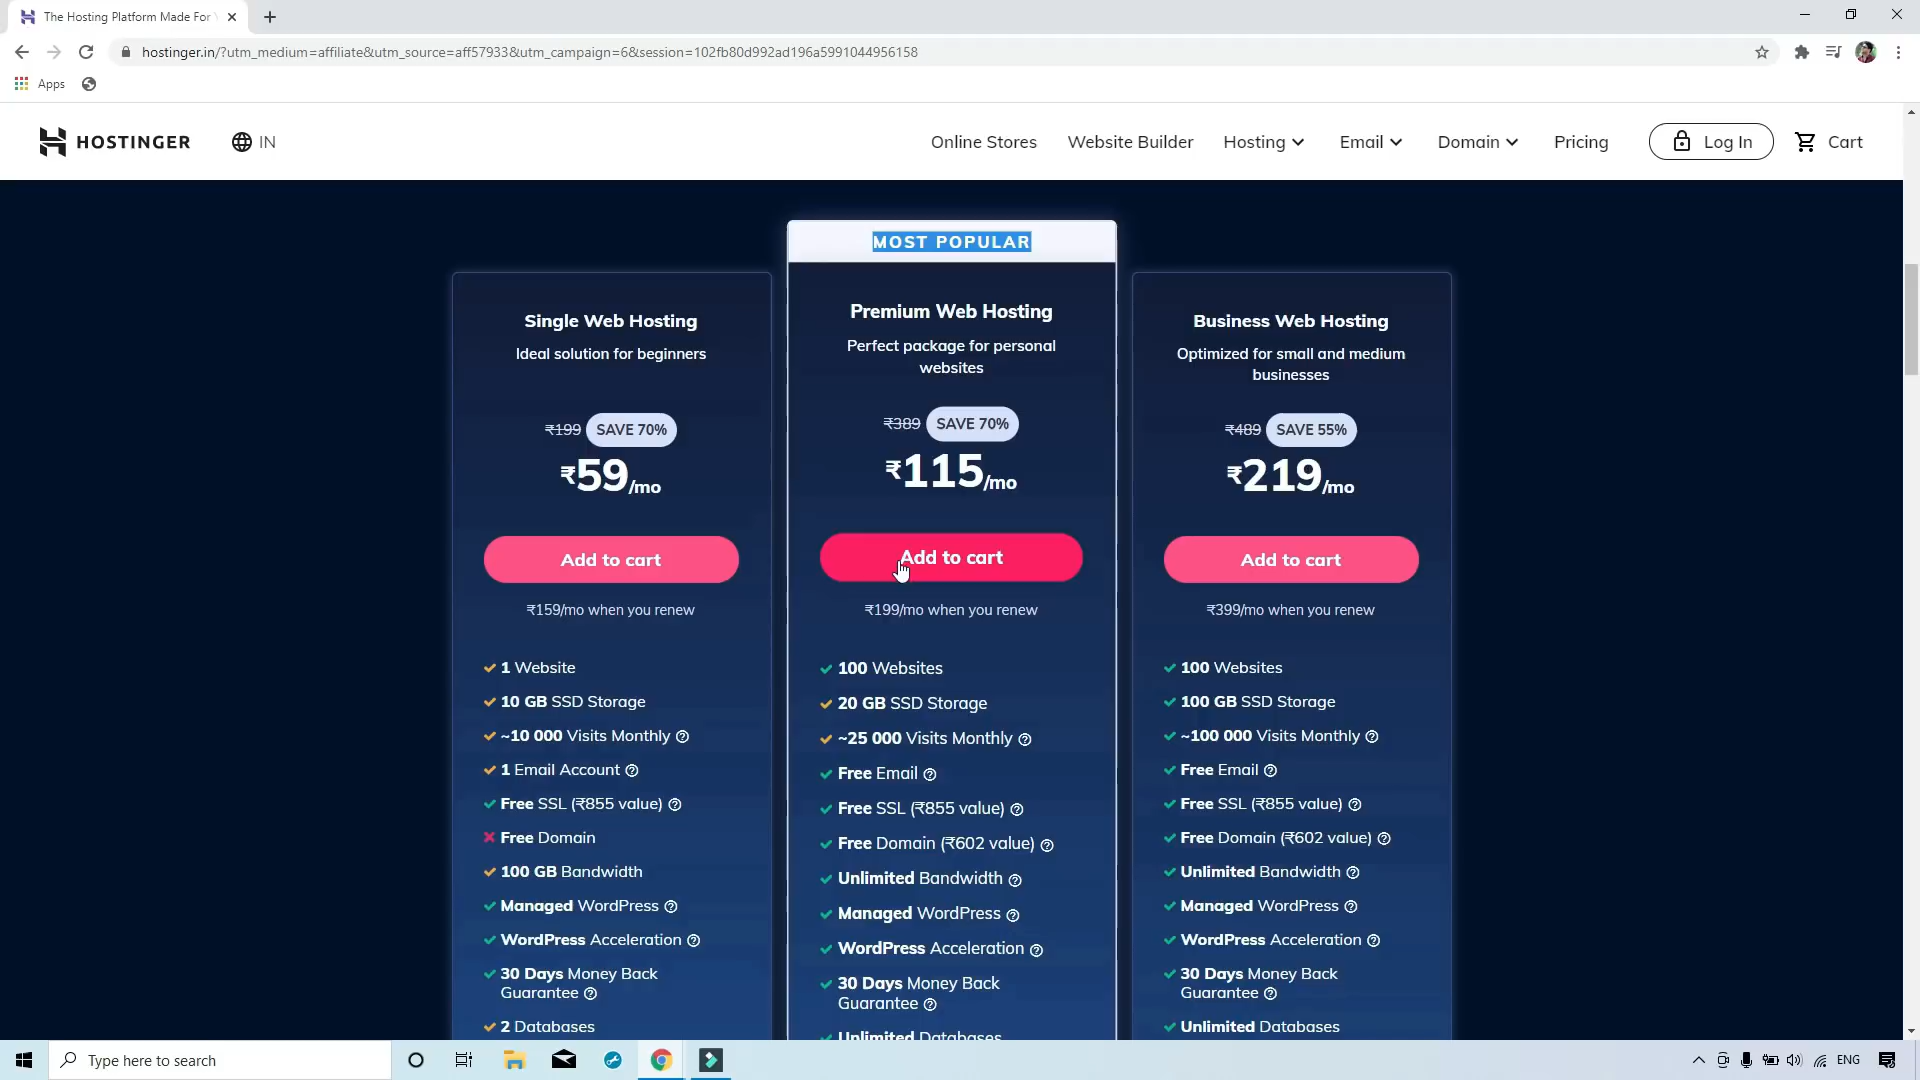 The Hosting Platform Made For
hostinger.in/?utm_medium=affiliate&utm_source=aff57933&utm_campaign=6&session=102fb80d992ad196a5991044956158
Apps
HOSTINGER
IN
Online Stores
Website Builder
Hosting
Email
Domain
Pricing
Log In
Cart
MOST POPULAR
Single Web Hosting
Ideal solution for beginners
₹199 SAVE 70%
₹59/mo
Add to cart
₹159/mo when you renew
1 Website
10 GB SSD Storage
~10 000 Visits Monthly
1 Email Account
Free SSL (₹855 value)
Free Domain
100 GB Bandwidth
Managed WordPress
WordPress Acceleration
30 Days Money Back
Guarantee
2 Databases
Premium Web Hosting
Perfect package for personal
websites
₹389 SAVE 70%
₹115/mo
Add to cart
₹199/mo when you renew
100 Websites
20 GB SSD Storage
~25 000 Visits Monthly
Free Email
Free SSL (₹855 value)
Free Domain (₹602 value)
Unlimited Bandwidth
Managed WordPress
WordPress Acceleration
30 Days Money Back
Guarantee
Unlimited Databases
Business Web Hosting
Optimized for small and medium
businesses
₹489 SAVE 55%
₹219/mo
Add to cart
₹399/mo when you renew
100 Websites
100 GB SSD Storage
~100 000 Visits Monthly
Free Email
Free SSL (₹855 value)
Free Domain (₹602 value)
Unlimited Bandwidth
Managed WordPress
WordPress Acceleration
30 Days Money Back
Guarantee
Unlimited Databases
Type here to search
ENG